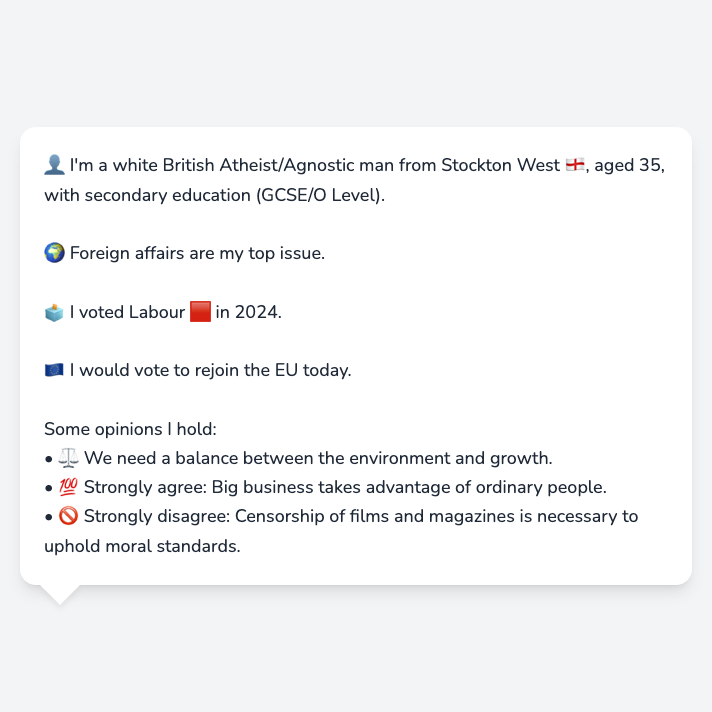 👤 I'm a white British Atheist/Agnostic man from Stockton West 🏴󠁧󠁢󠁥󠁮󠁧󠁿, aged 35,
with secondary education (GCSE/O Level).
🌍 Foreign affairs are my top issue.
🗳️ I voted Labour 🟥 in 2024.
🇪🇺 I would vote to rejoin the EU today.
Some opinions I hold:
• ⚖️ We need a balance between the environment and growth.
• 💯 Strongly agree: Big business takes advantage of ordinary people.
• 🚫 Strongly disagree: Censorship of films and magazines is necessary to
uphold moral standards.